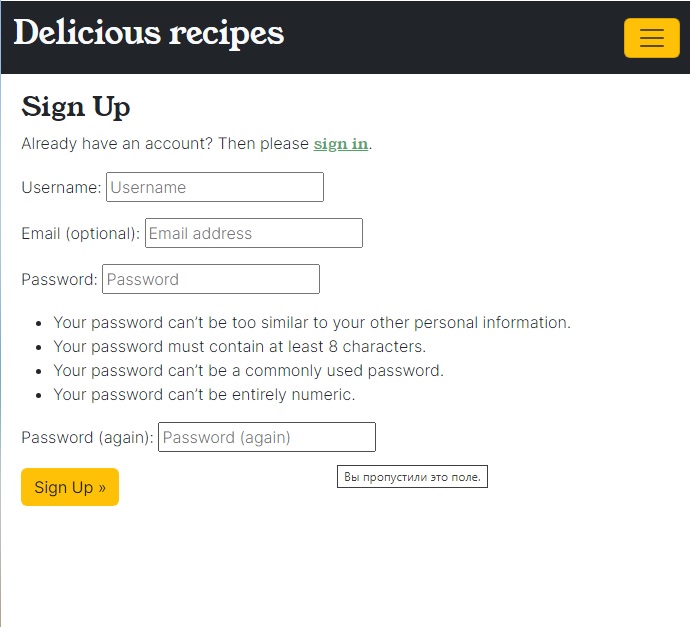 Delicious recipes
Sign Up
Already have an account? Then please sign in.
Username: Username
Email (optional): Email address
Password: Password
Your password can’t be too similar to your other personal information.
Your password must contain at least 8 characters.
Your password can’t be a commonly used password.
Your password can’t be entirely numeric.
Password (again): Password (again)
Вы пропустили это поле.
Sign Up »